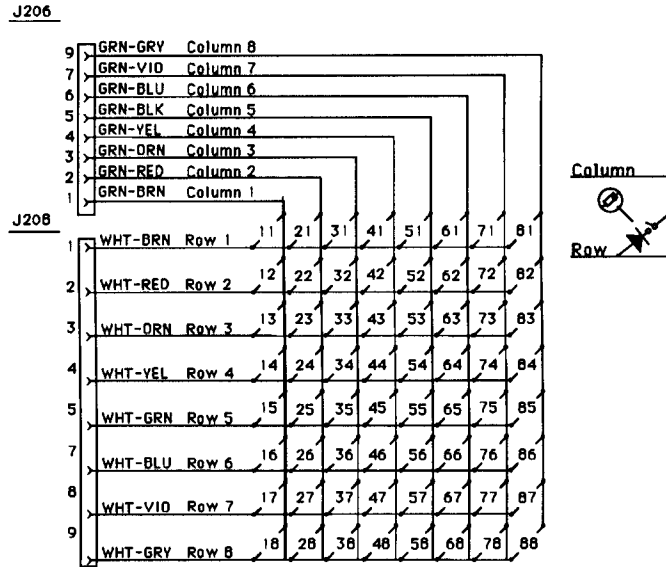 J206
9 GRN-GRY Column 8
7 GRN-VIO Column 7
6 GRN-BLU Column 6
5 GRN-BLK Column 5
4 GRN-YEL Column 4
3 GRN-ORN Column 3
2 GRN-RED Column 2
1 GRN-BRN Column 1
J208
1 WHT-BRN Row 1 11 21 31 41 51 61 71 81
2 WHT-RED Row 2 12 22 32 42 52 62 72 82
3 WHT-ORN Row 3 13 23 33 43 53 63 73 83
4 WHT-YEL Row 4 14 24 34 44 54 64 74 84
5 WHT-GRN Row 5 15 25 35 45 55 65 75 85
7 WHT-BLU Row 6 16 26 36 46 56 66 76 86
8 WHT-VIO Row 7 17 27 37 47 57 67 77 87
9 WHT-GRY Row 8 18 28 38 48 58 68 78 88
Column
Row